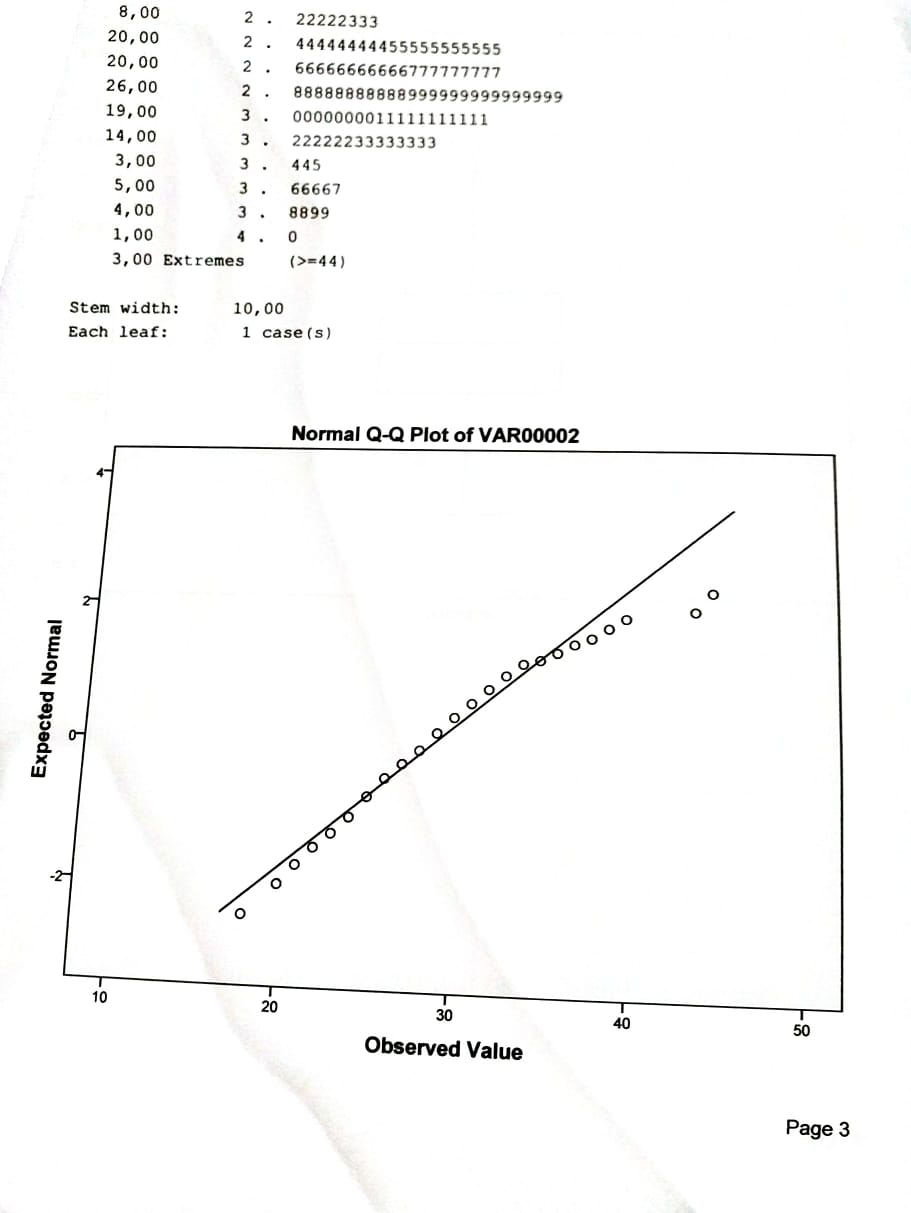 8,00 2 . 22222333
20,00 2 . 44444444455555555555
20,00 2 . 66666666666777777777
26,00 2 . 88888888888999999999999999
19,00 3 . 0000000011111111111
14,00 3 . 22222233333333
3,00 3 . 445
5,00 3 . 66667
4,00 3 . 8899
1,00 4 . 0
3,00 Extremes (>=44)
Stem width: 10,00
Each leaf: 1 case(s)
Normal Q-Q Plot of VAR00002
4
2
0
-2
Expected Normal
10 20 30 40 50
Observed Value
Page 3